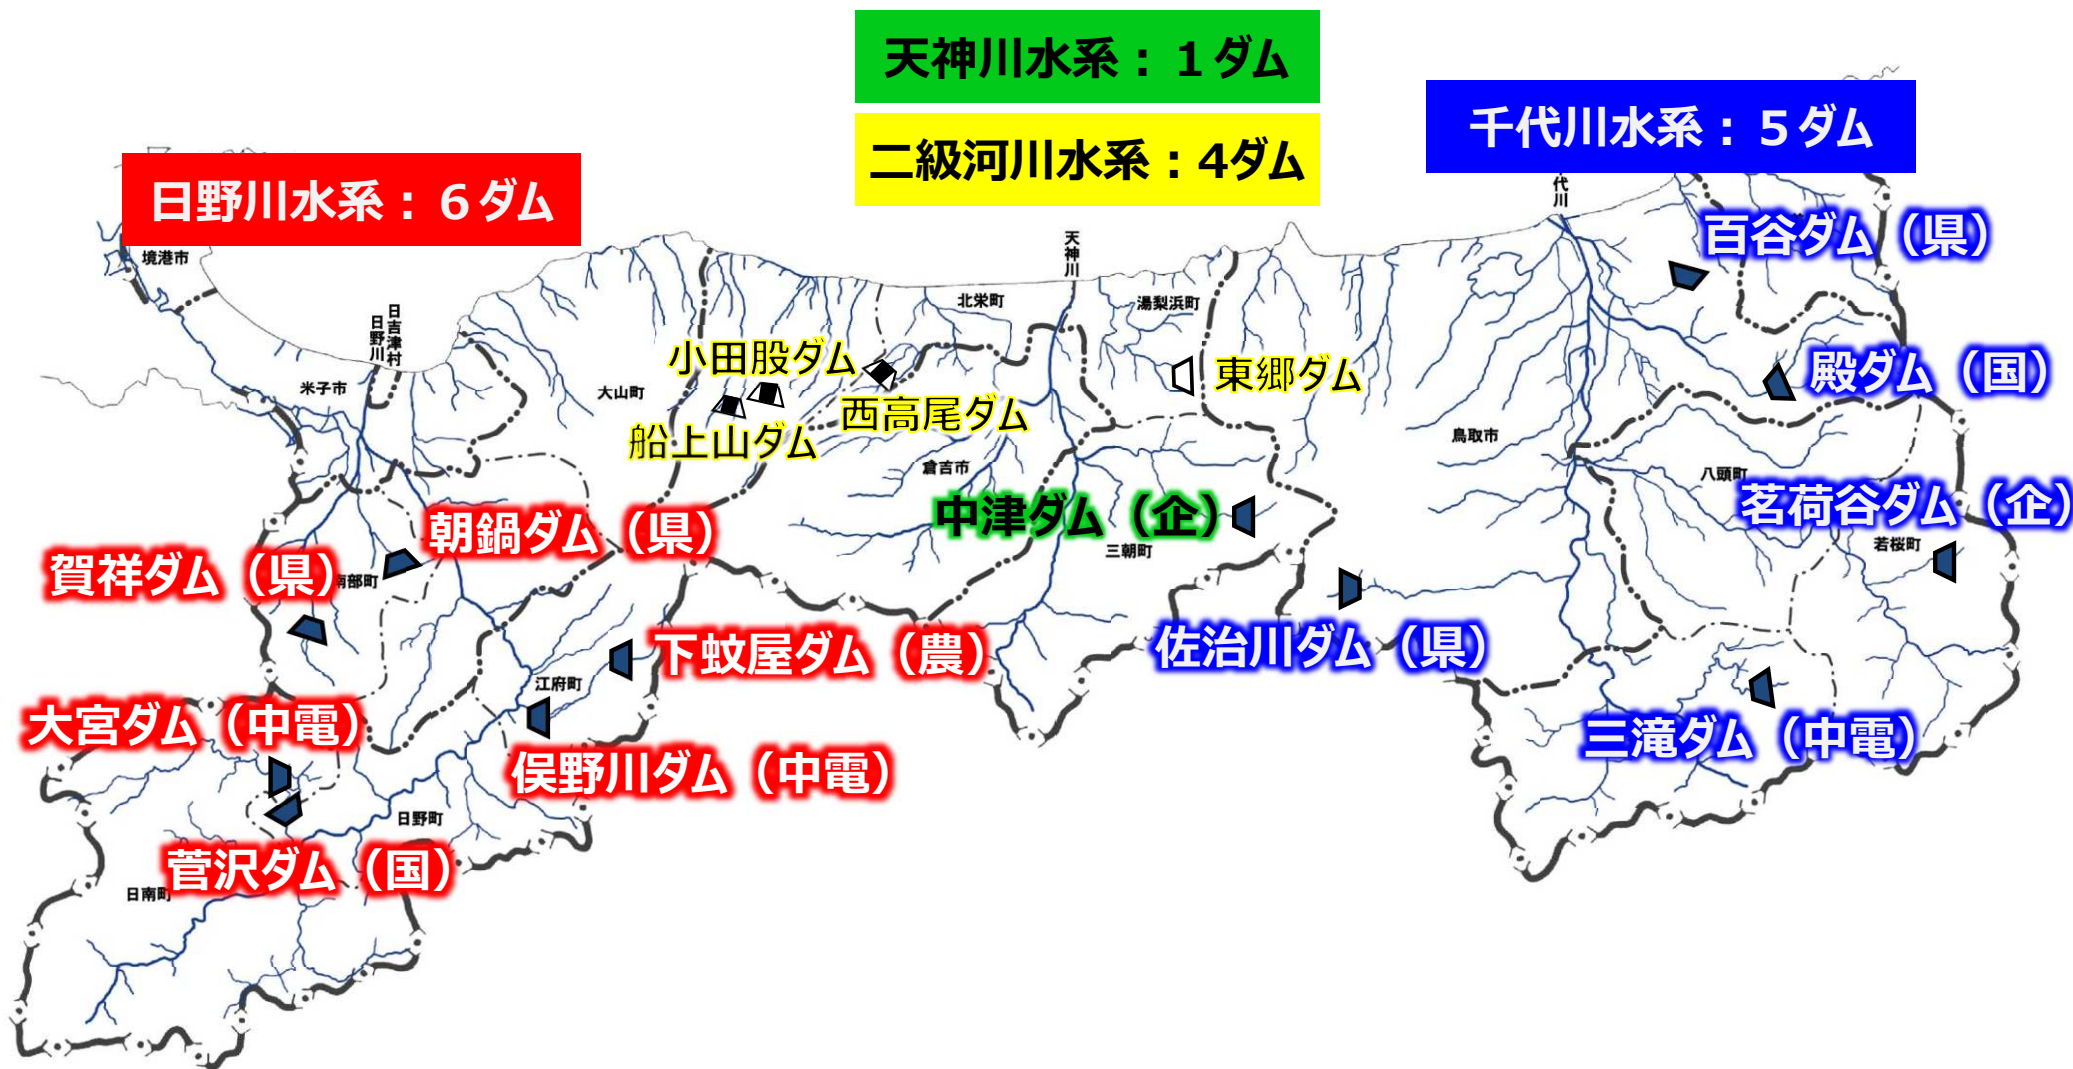 天神川水系：１ダム
二級河川水系：4ダム
千代川水系：５ダム
日野川水系：６ダム
代川
百谷ダム（県）
天神川
境港市
北栄町
湯梨浜町
日吉津村
日野川
小田股ダム
東郷ダム
殿ダム（国）
米子市
大山町
西高尾ダム
船上山ダム
鳥取市
倉吉市
八頭町
中津ダム（企）
茗荷谷ダム（企）
朝鍋ダム（県）
三朝町
若桜町
賀祥ダム（県）
南部町
下蚊屋ダム（農）
佐治川ダム（県）
江府町
大宮ダム（中電）
三滝ダム（中電）
俣野川ダム（中電）
日野町
菅沢ダム（国）
日南町